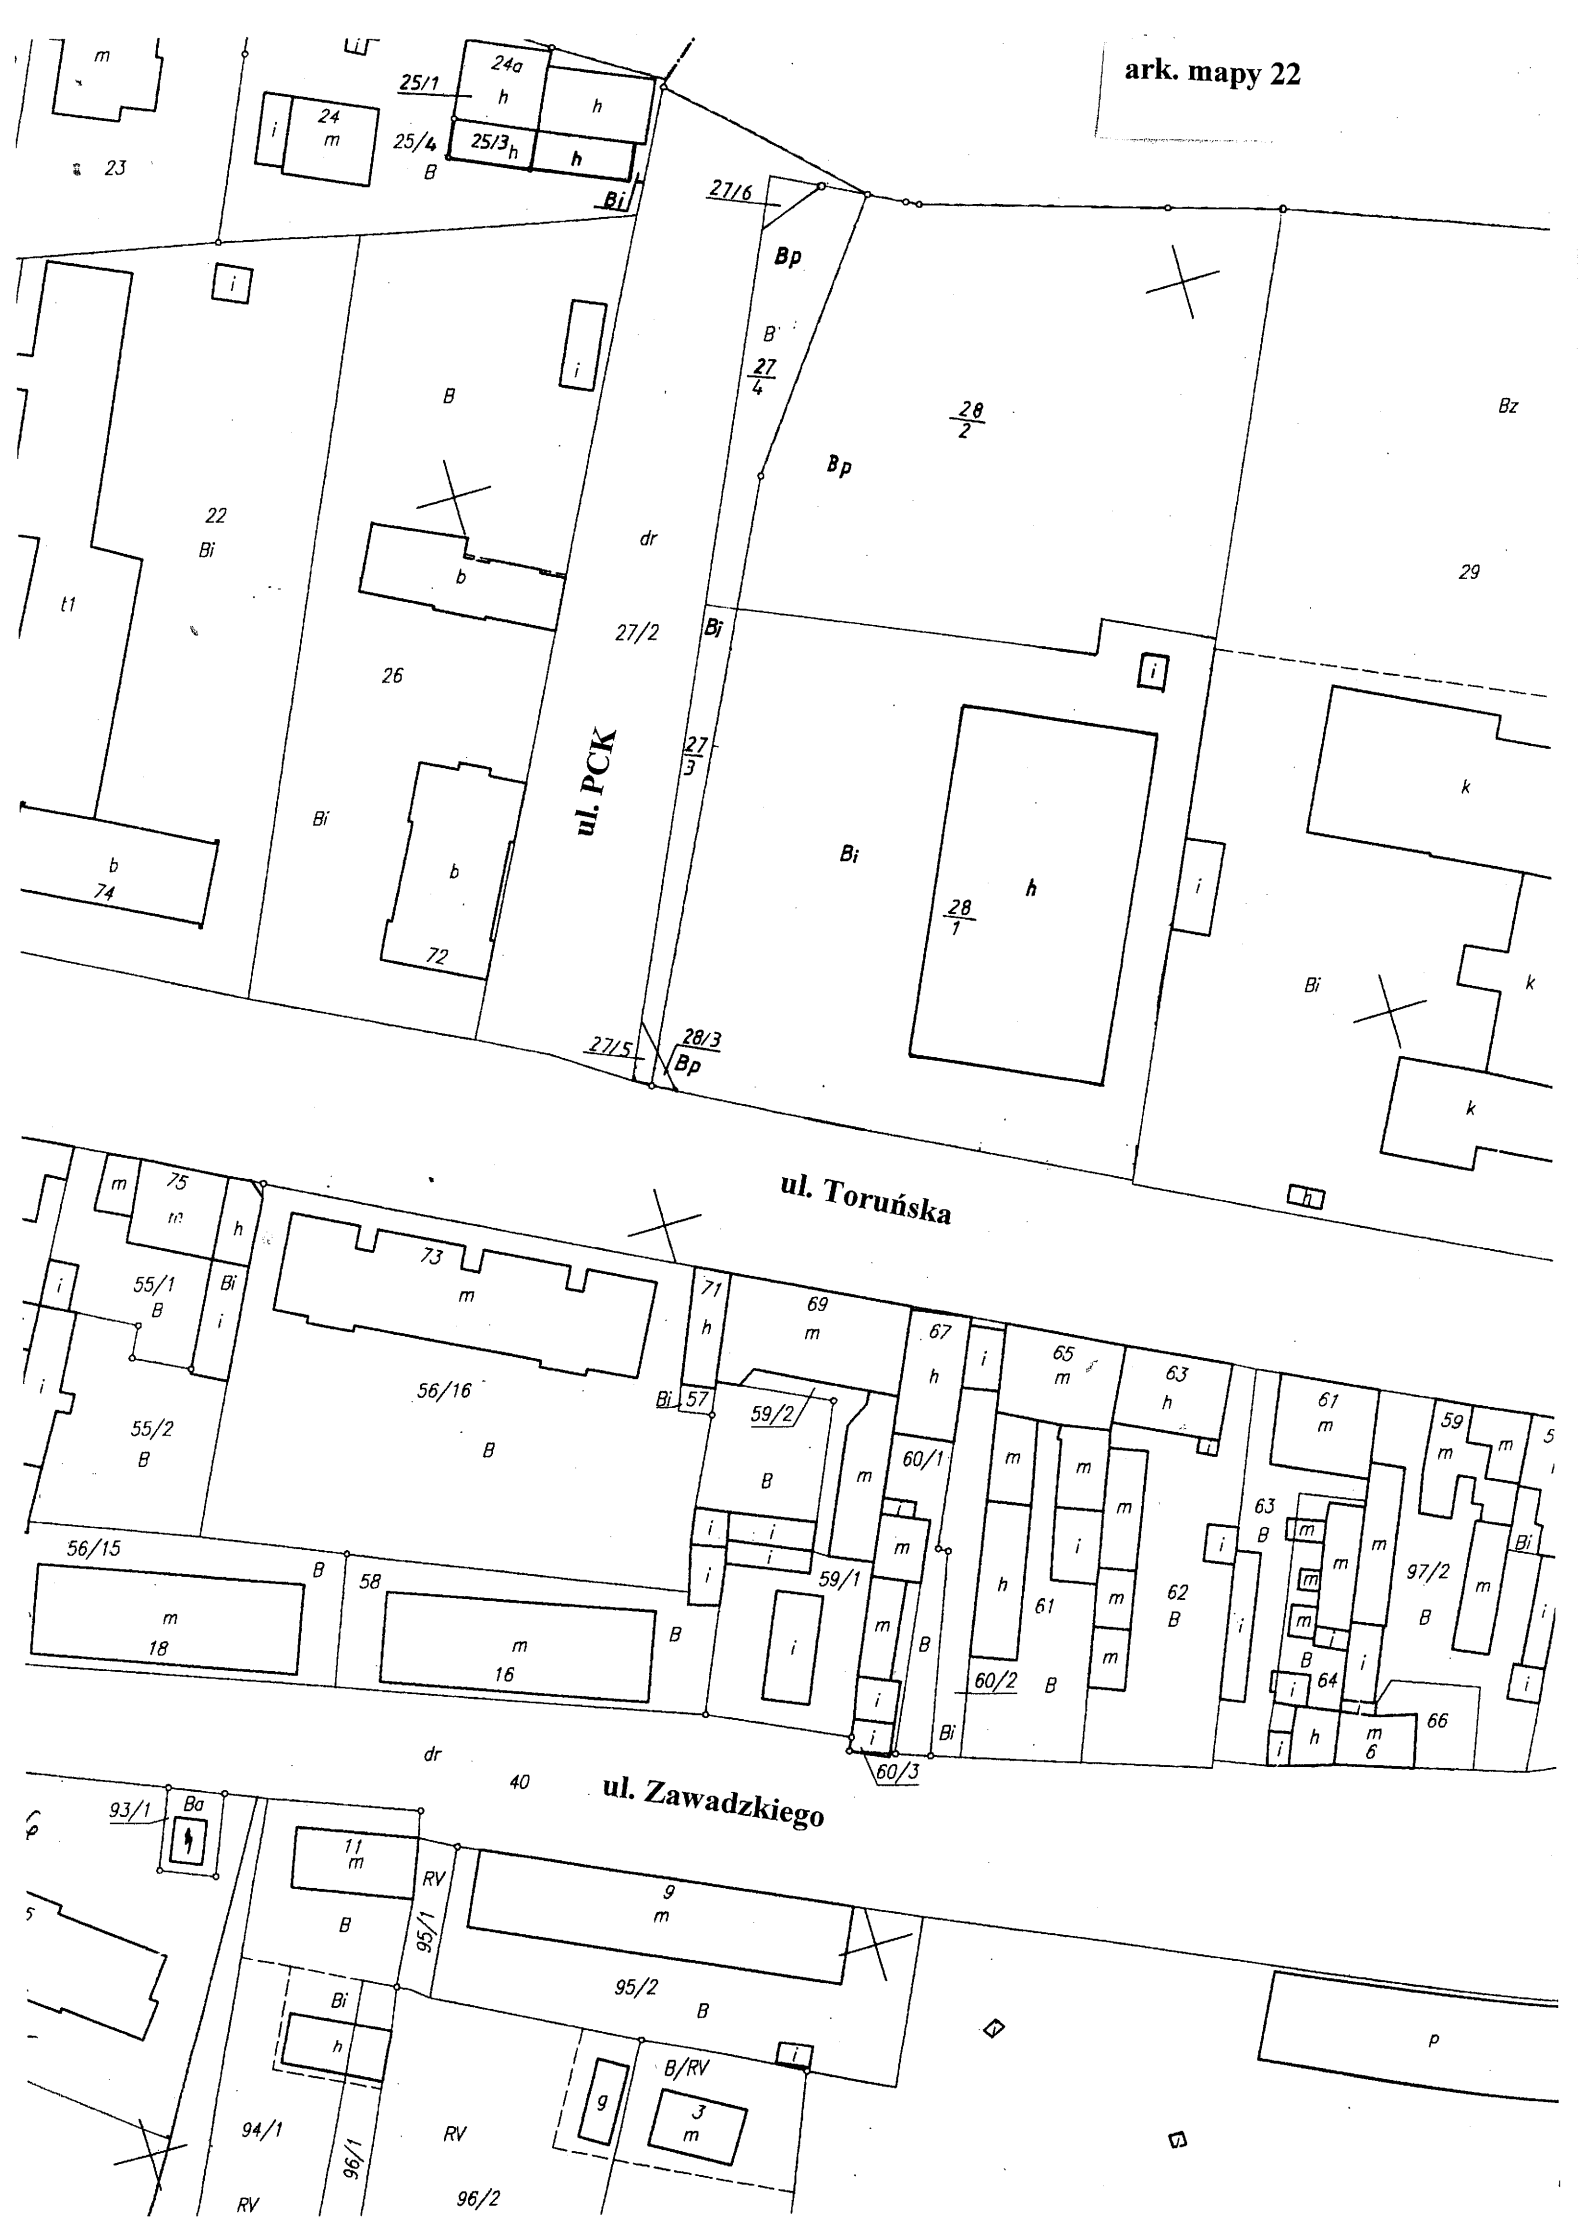 ark. mapy 22
m
i
24a
25/1
h
h
i
24
m
25/4
25/3
h
h
B
23
Bi
27/6
i
Bp
B
27
4
i
B
28
2
Bz
Bp
22
Bi
dr
b
29
t1
27/2
Bi
26
i
ul. PCK
27
3
k
Bi
b
74
b
Bi
h
i
28
1
72
Bi
k
27/5
28/3
Bp
k
ul. Toruńska
h
m
75
m
h
73
m
i
55/1
B
Bi
i
71
h
69
m
67
h
i
65
m
63
h
i
61
m
59
m
m
5
i
56/16
Bi
57
59/2
55/2
B
B
B
m
60/1
i
m
m
m
m
63
B
Bi
i
i
i
i
i
m
h
i
i
m
m
m
m
m
m
97/2
B
m
i
56/15
B
58
59/1
m
18
m
16
B
i
m
B
i
i
61
B
60/2
m
m
62
B
i
i
i
B
64
i
i
i
66
Bi
i
h
m
6
60/3
dr
40
ul. Zawadzkiego
93/1
Ba
11
m
RV
9
m
B
95/1
5
95/2
B
Bi
h
i
B/RV
p
g
3
m
94/1
RV
96/1
96/2
RV